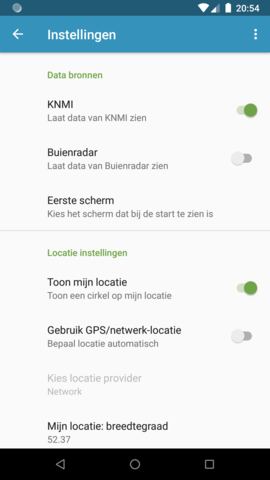 20:54
Instellingen
Data bronnen
KNMI
Laat data van KNMI zien
Buienradar
Laat data van Buienradar zien
Eerste scherm
Kies het scherm dat bij de start te zien is
Locatie instellingen
Toon mijn locatie
Toon een cirkel op mijn locatie
Gebruik GPS/netwerk-locatie
Bepaal locatie automatisch
Kies locatie provider
Network
Mijn locatie: breedtegraad
52.37